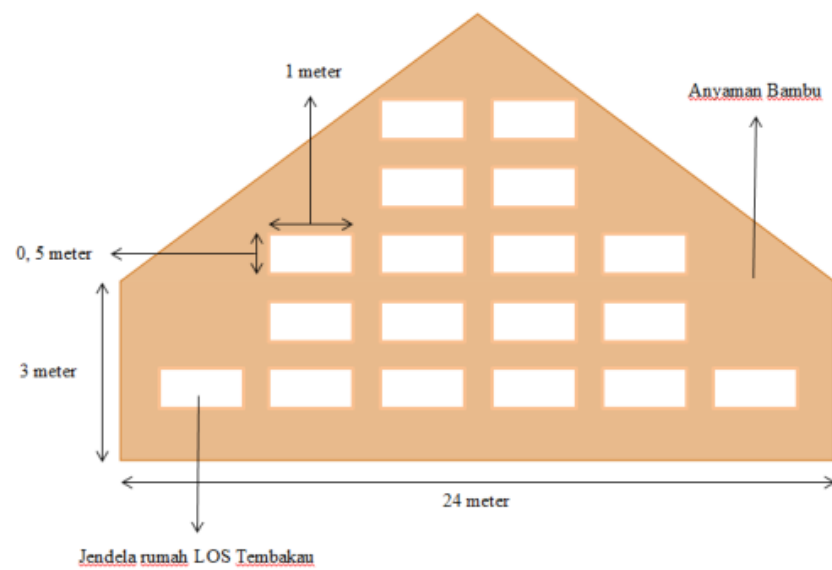 1 meter
Anyaman Bambu
0, 5 meter
3 meter
24 meter
Jendela rumah LOS Tembakau